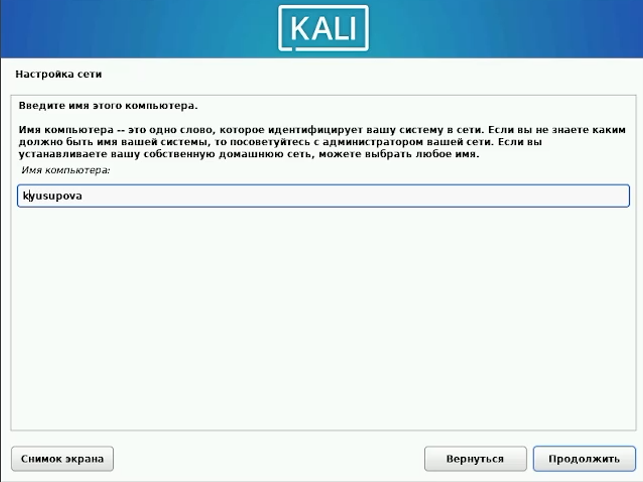 KALI
Настройка сети
Введите имя этого компьютера.
Имя компьютера -- это одно слово, которое идентифицирует вашу систему в сети. Если вы не знаете каким
должно быть имя вашей системы, то посоветуйтесь с администратором вашей сети. Если вы
устанавливаете вашу собственную домашнюю сеть, можете выбрать любое имя.
Имя компьютера:
kyusupova
Снимок экрана
Вернуться
Продолжить